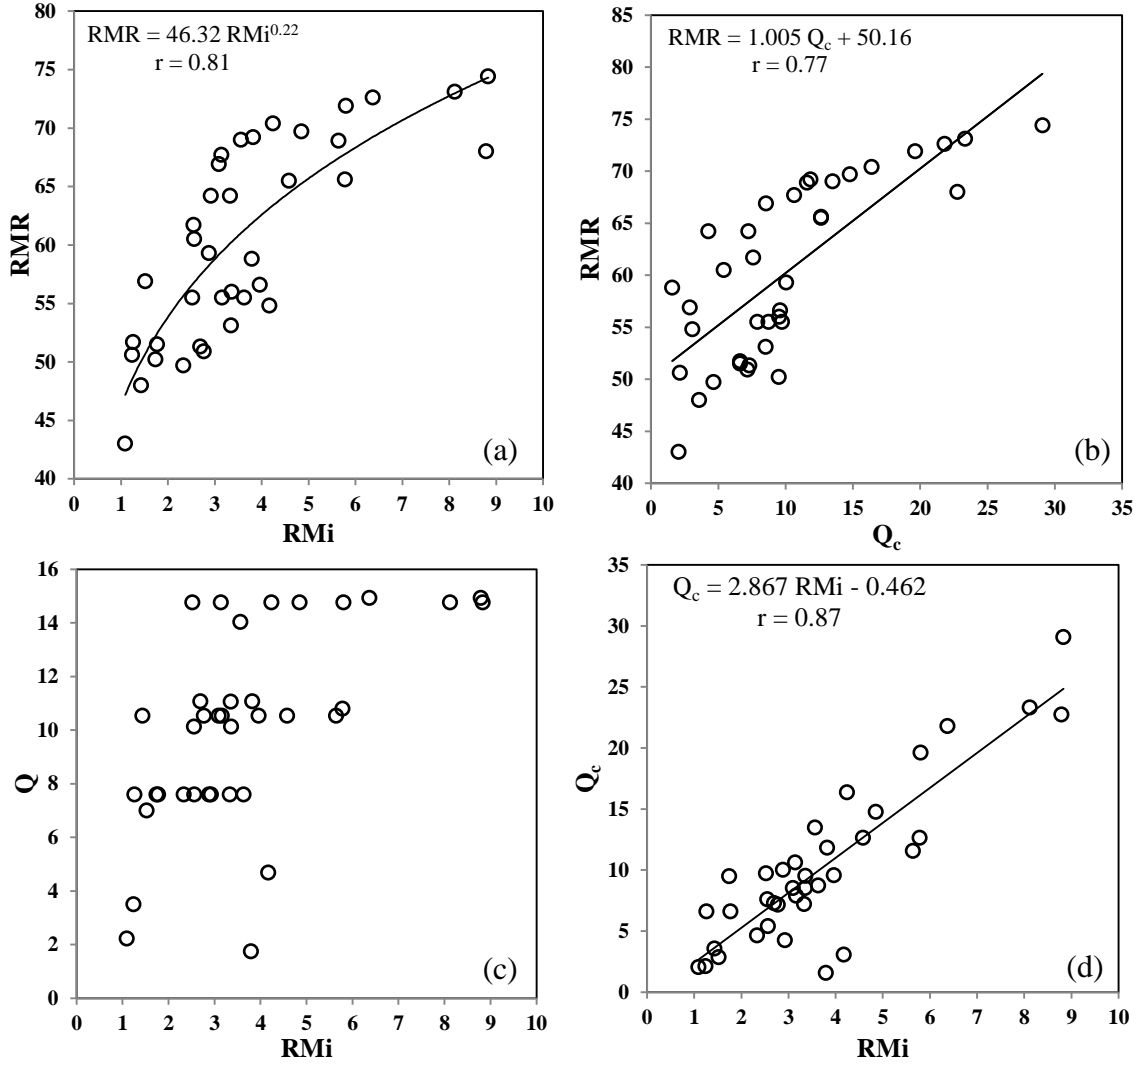 RMR = 46.32 RMi^0.22
r = 0.81
80
75
70
65
60
55
50
45
40
RMR
0 1 2 3 4 5 6 7 8 9 10
RMi
(a)
RMR = 1.005 Q_c + 50.16
r = 0.77
85
80
75
70
65
60
55
50
45
40
RMR
0 5 10 15 20 25 30 35
Q_c
(b)
16
14
12
10
8
6
4
2
0
Q
0 1 2 3 4 5 6 7 8 9 10
RMi
(c)
Q_c = 2.867 RMi - 0.462
r = 0.87
35
30
25
20
15
10
5
0
Q_c
0 1 2 3 4 5 6 7 8 9 10
RMi
(d)